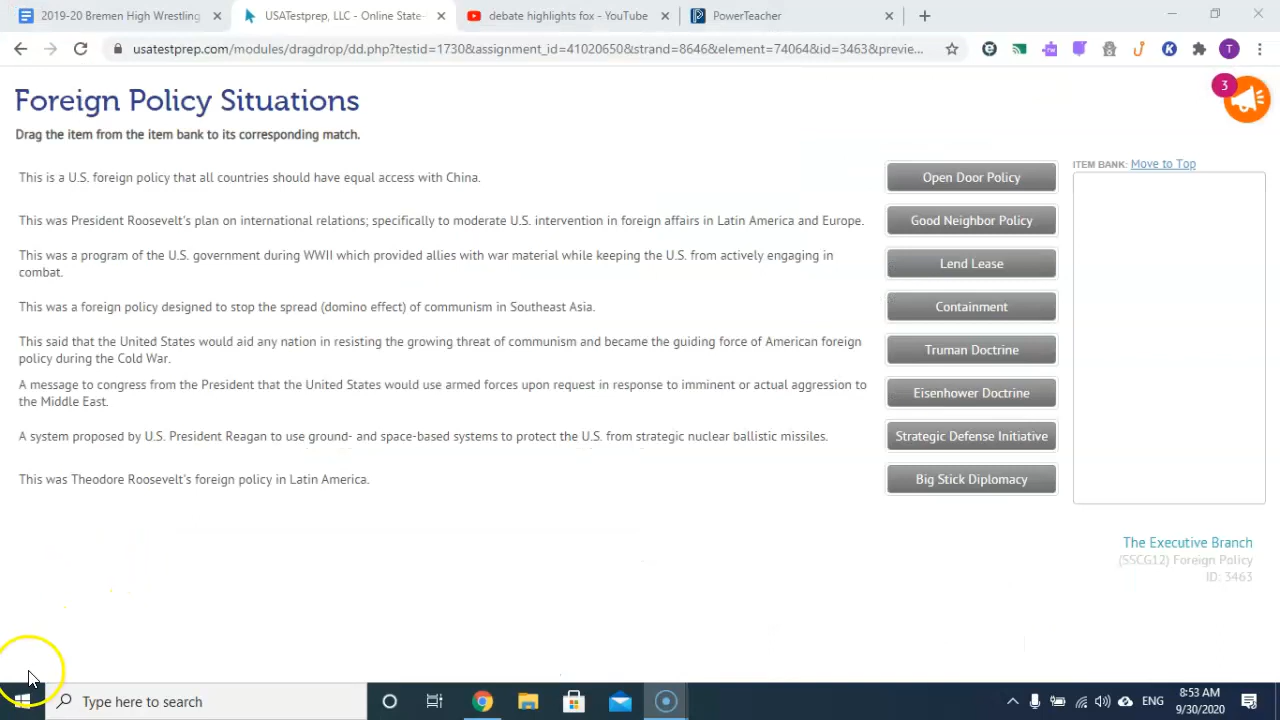 2019-20 Bremen High Wrestling
USATestprep, LLC - Online State-
debate highlights fox - YouTube
PowerTeacher
usatestprep.com/modules/dragdrop/dd.php?testid=1730&assignment_id=41020650&strand=8646&element=74064&id=3463&previe...
T
Foreign Policy Situations
3
Drag the item from the item bank to its corresponding match.
ITEM BANK: Move to Top
This is a U.S. foreign policy that all countries should have equal access with China.
Open Door Policy
This was President Roosevelt's plan on international relations; specifically to moderate U.S. intervention in foreign affairs in Latin America and Europe.
Good Neighbor Policy
This was a program of the U.S. government during WWII which provided allies with war material while keeping the U.S. from actively engaging in
combat.
Lend Lease
This was a foreign policy designed to stop the spread (domino effect) of communism in Southeast Asia.
Containment
This said that the United States would aid any nation in resisting the growing threat of communism and became the guiding force of American foreign
policy during the Cold War.
Truman Doctrine
A message to congress from the President that the United States would use armed forces upon request in response to imminent or actual aggression to
the Middle East.
Eisenhower Doctrine
A system proposed by U.S. President Reagan to use ground- and space-based systems to protect the U.S. from strategic nuclear ballistic missiles.
Strategic Defense Initiative
This was Theodore Roosevelt's foreign policy in Latin America.
Big Stick Diplomacy
The Executive Branch
(SSCG12) Foreign Policy
ID: 3463
Type here to search
ENG
8:53 AM
9/30/2020